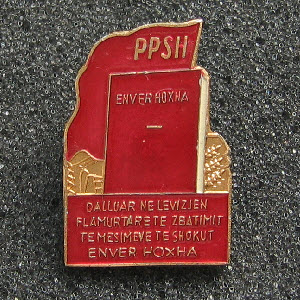 PPSH
ENVER HOXHA
DALLUAR NE LEVIZJEN
FLAMURTARE TE ZBATIMIT
TE MESIMEVE TE SHOKUT
ENVER HOXHA